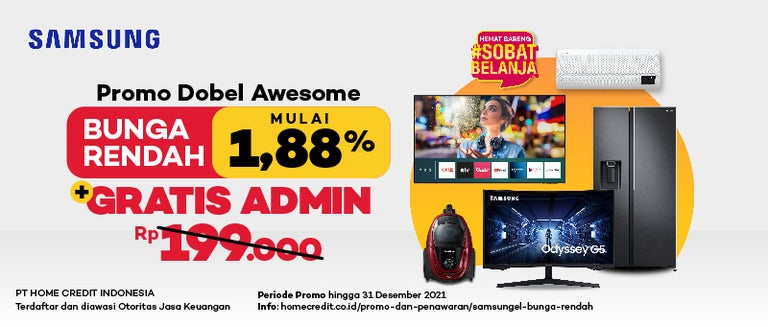 SAMSUNG
HEMAT BARENG
#SOBAT
BELANJA
Promo Dobel Awesome
BUNGA
RENDAH
MULAI
1,88%
+GRATIS ADMIN
Rp 199.000
SAMSUNG
Odyssey G5
PT HOME CREDIT INDONESIA
Terdaftar dan diawasi Otoritas Jasa Keuangan
Periode Promo hingga 31 Desember 2021
Info: homecredit.co.id/promo-dan-penawaran/samsungel-bunga-rendah